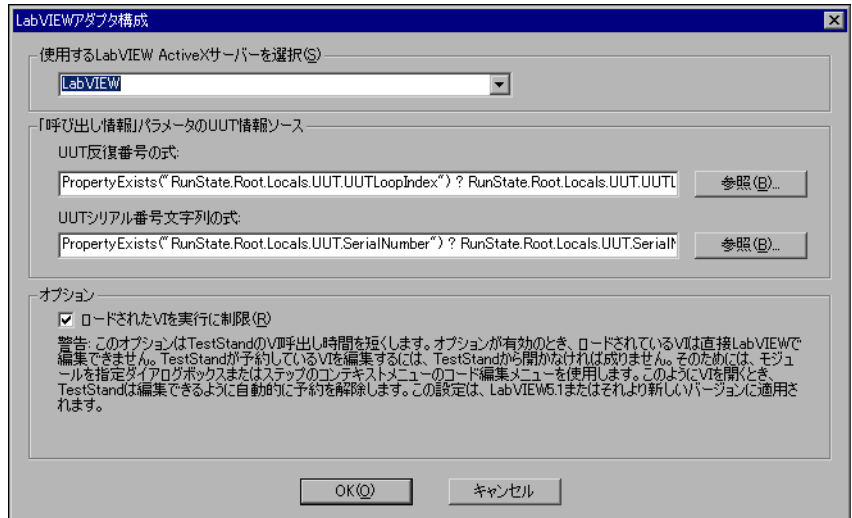 LabVIEWアダプタ構成
使用するLabVIEW ActiveXサーバーを選択(S)
LabVIEW
「呼び出し情報」パラメータのUUT情報ソース
UUT反復番号の式:
PropertyExists("RunState.Root.Locals.UUT.UUTLoopIndex") ? RunState.Root.Locals.UUT.UUTL
参照(B)...
UUTシリアル番号文字列の式:
PropertyExists("RunState.Root.Locals.UUT.SerialNumber") ? RunState.Root.Locals.UUT.SerialN
参照(B)...
オプション
ロードされたVIを実行に制限(R)
警告: このオプションはTestStandのVI呼出し時間を短くします。オプションが有効のとき、ロードされているVIは直接LabVIEWで
編集できません。TestStandが予約しているVIを編集するには、TestStandから開かなければ成りません。そのためには、モジュ
ールを指定ダイアログボックスまたはステップのコンテキストメニューのコード編集メニューを使用します。このようにVIを開くとき、
TestStandは編集できるように自動的に予約を解除します。この設定は、LabVIEW5.1またはそれより新しいバージョンに適用さ
れます。
OK(O)
キャンセル